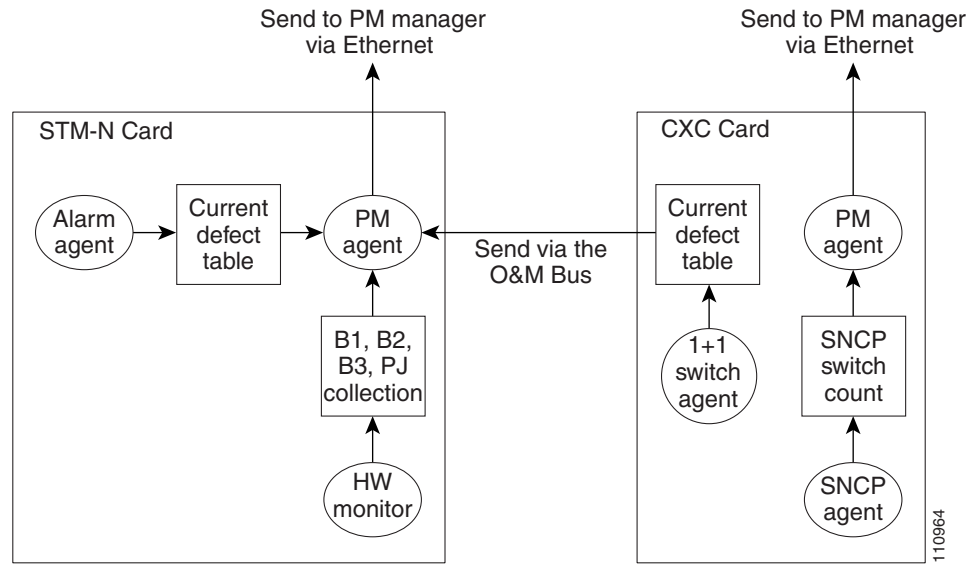 Send to PM manager
via Ethernet
Send to PM manager
via Ethernet
STM-N Card
CXC Card
Alarm
agent
Current
defect
table
PM
agent
Send via the
O&M Bus
Current
defect
table
PM
agent
B1, B2,
B3, PJ
collection
1+1
switch
agent
SNCP
switch
count
HW
monitor
SNCP
agent
110964